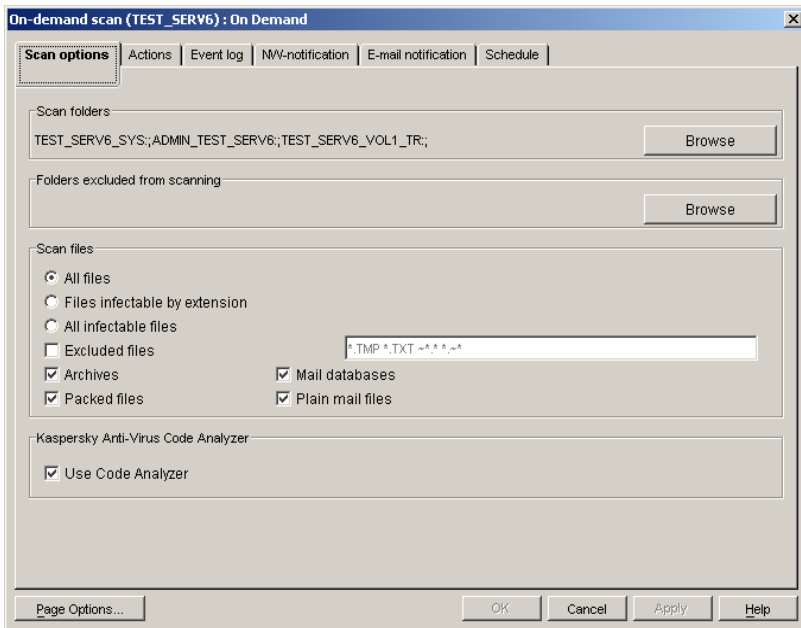 On-demand scan (TEST_SERV6) : On Demand
Scan options Actions Event log NW-notification E-mail notification Schedule
Scan folders
TEST_SERV6_SYS:;ADMIN_TEST_SERV6:;TEST_SERV6_VOL1_TR:;
Browse
Folders excluded from scanning
Browse
Scan files
All files
Files infectable by extension
All infectable files
Excluded files *.TMP *.TXT ~*.* *.~*
Archives Mail databases
Packed files Plain mail files
Kaspersky Anti-Virus Code Analyzer
Use Code Analyzer
Page Options... OK Cancel Apply Help